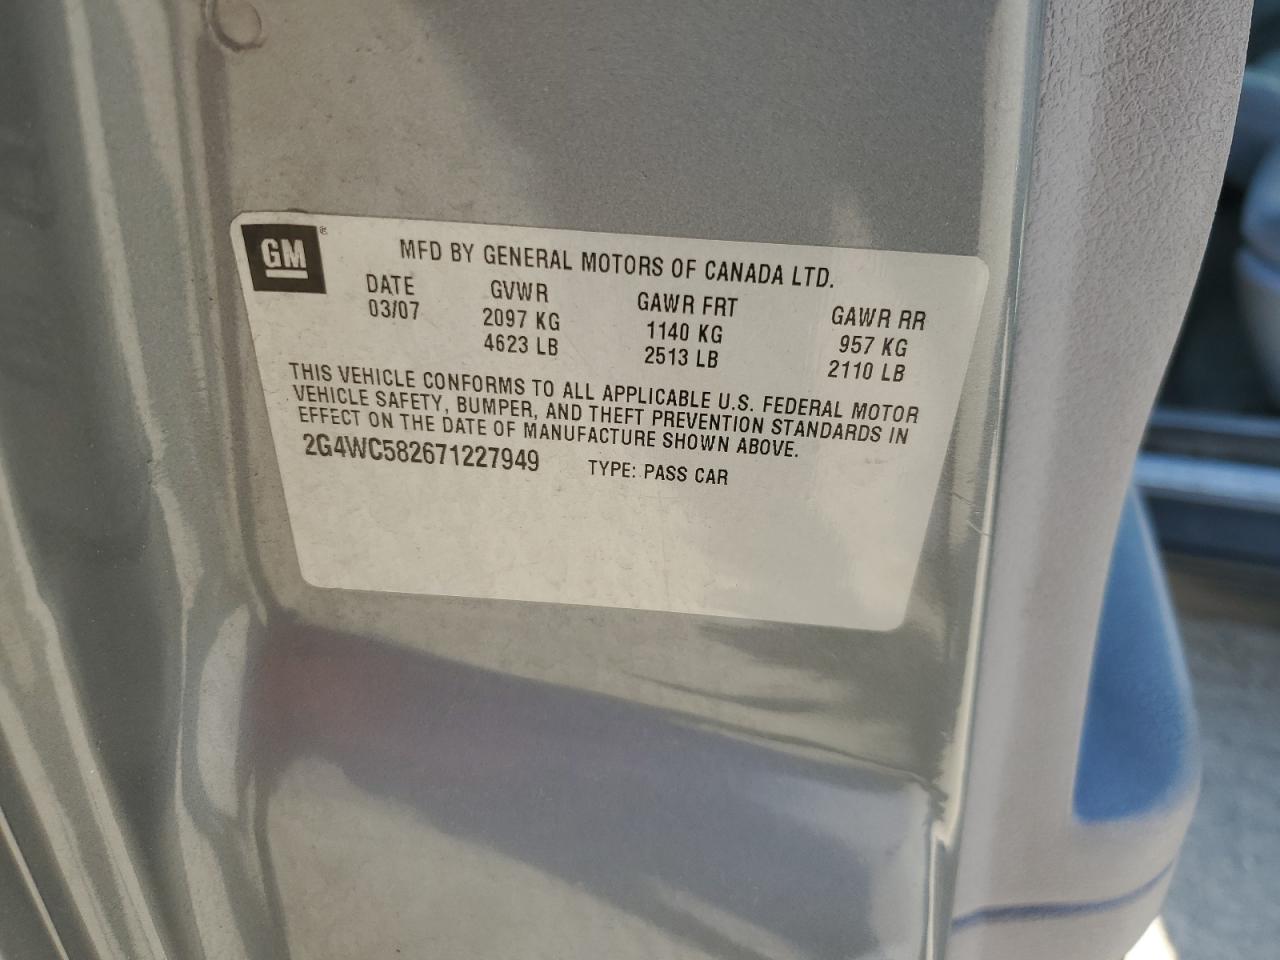 GM®
MFD BY GENERAL MOTORS OF CANADA LTD.
DATE GVWR GAWR FRT GAWR RR
03/07 2097 KG 1140 KG 957 KG
4623 LB 2513 LB 2110 LB
THIS VEHICLE CONFORMS TO ALL APPLICABLE U.S. FEDERAL MOTOR
VEHICLE SAFETY, BUMPER, AND THEFT PREVENTION STANDARDS IN
EFFECT ON THE DATE OF MANUFACTURE SHOWN ABOVE.
2G4WC582671227949 TYPE: PASS CAR